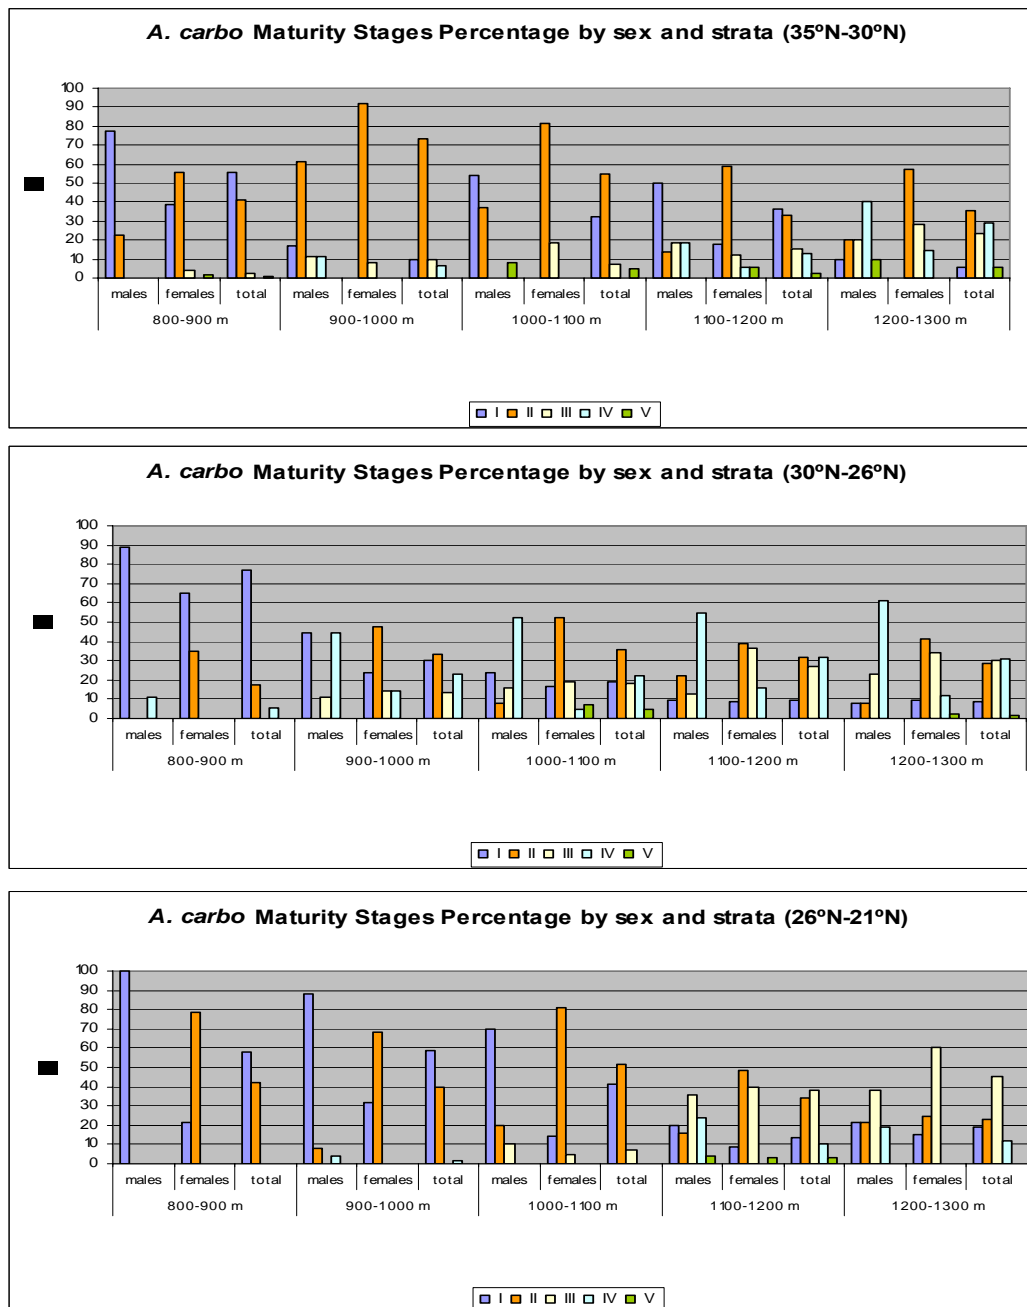 A. carbo Maturity Stages Percentage by sex and strata (35ºN-30ºN)
100
90
80
70
60
50
40
30
20
10
0
males females total males females total males females total males females total males females total
800-900 m 900-1000 m 1000-1100 m 1100-1200 m 1200-1300 m
I II III IV V
A. carbo Maturity Stages Percentage by sex and strata (30ºN-26ºN)
100
90
80
70
60
50
40
30
20
10
0
males females total males females total males females total males females total males females total
800-900 m 900-1000 m 1000-1100 m 1100-1200 m 1200-1300 m
I II III IV V
A. carbo Maturity Stages Percentage by sex and strata (26ºN-21ºN)
100
90
80
70
60
50
40
30
20
10
0
males females total males females total males females total males females total males females total
800-900 m 900-1000 m 1000-1100 m 1100-1200 m 1200-1300 m
I II III IV V